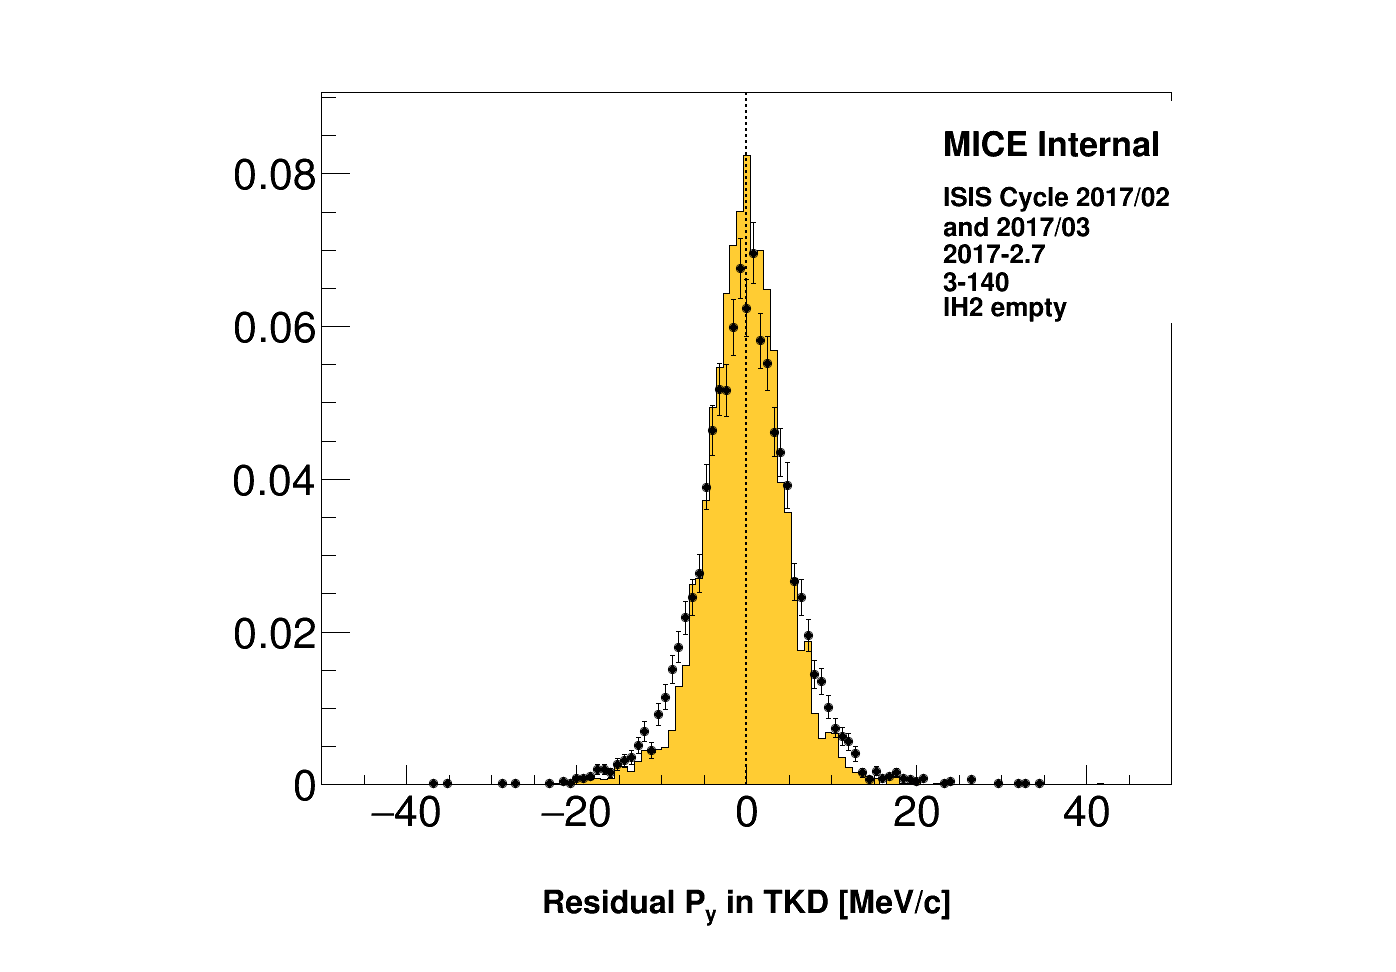 MICE Internal
ISIS Cycle 2017/02
and 2017/03
2017-2.7
3-140
lH2 empty
0.08
0.06
0.04
0.02
0
−40 −20 0 20 40
Residual Py in TKD [MeV/c]